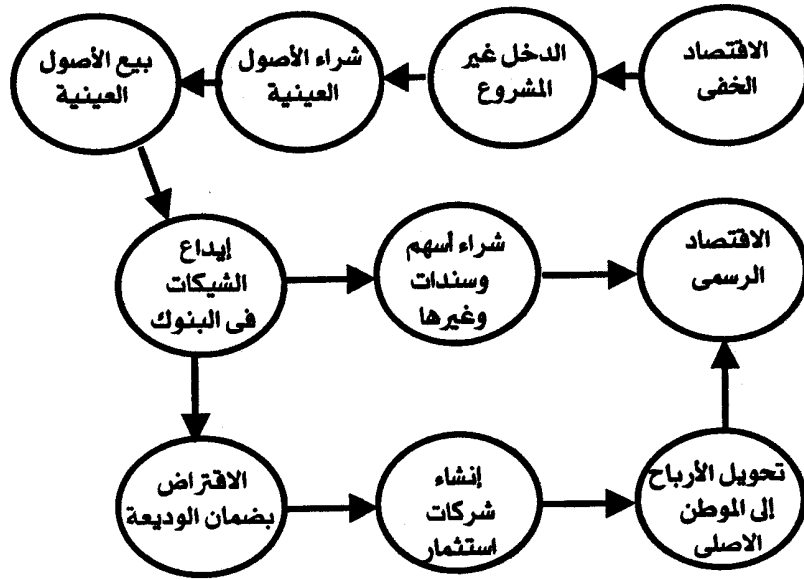 الاقتصاد
الخفى
الدخل غير
المشروع
شراء الأصول
العينية
بيع الأصول
العينية
إيداع
الشيكات
فى البنوك
شراء أسهم
وسندات
وغيرها
الاقتصاد
الرسمى
الاقتراض
بضمان الوديعة
إنشاء
شركات
استثمار
تحويل الأرباح
إلى الموطن
الاصلى